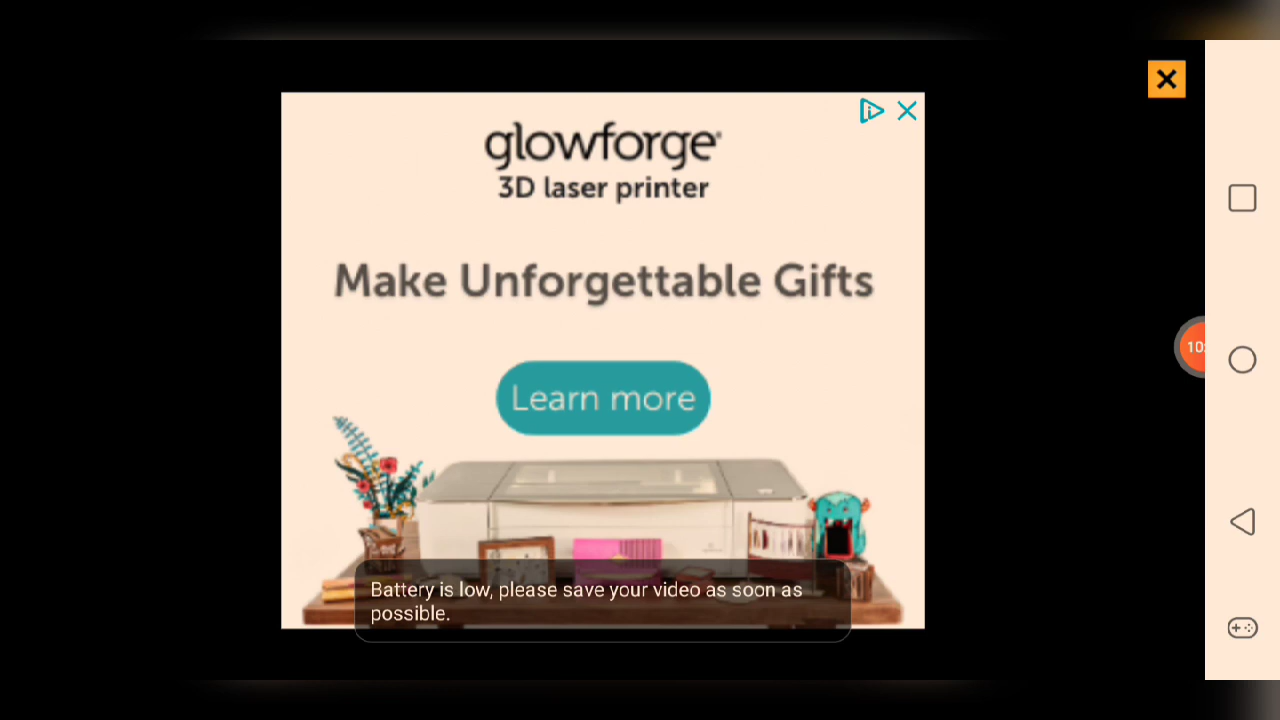 glowforge
3D laser printer
Make Unforgettable Gifts
Learn more
Battery is low, please save your video as soon as
possible.
10: